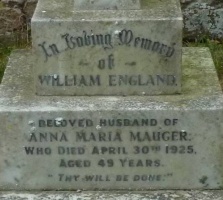 In Loving Memory
of
WILLIAM ENGLAND,
BELOVED HUSBAND OF
ANNA MARIA MAUGER,
WHO DIED APRIL 30TH 1925,
AGED 49 YEARS.
"THY WILL BE DONE."